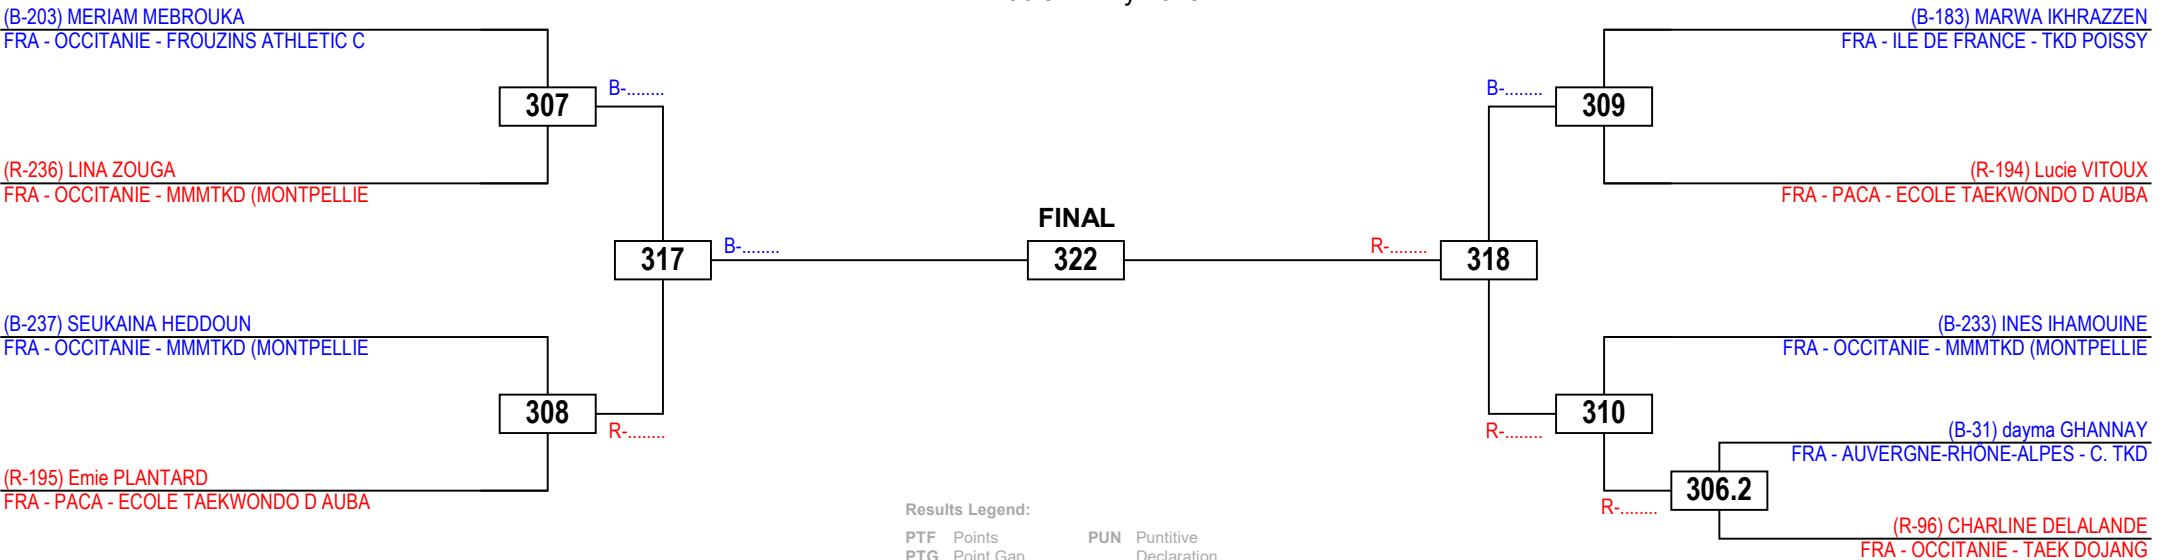 (B-203) MERIAM MEBROUKA
FRA - OCCITANIE - FROUZINS ATHLETIC C
307
B-........
(R-236) LINA ZOUGA
FRA - OCCITANIE - MMMTKD (MONTPELLIE
317
B-........
(B-237) SEUKAINA HEDDOUN
FRA - OCCITANIE - MMMTKD (MONTPELLIE
308
R-........
(R-195) Emie PLANTARD
FRA - PACA - ECOLE TAEKWONDO D AUBA
FINAL
322
(B-183) MARWA IKHRAZZEN
FRA - ILE DE FRANCE - TKD POISSY
B-........
309
(R-194) Lucie VITOUX
FRA - PACA - ECOLE TAEKWONDO D AUBA
R-........
318
(B-233) INES IHAMOUINE
FRA - OCCITANIE - MMMTKD (MONTPELLIE
310
R-........
(B-31) dayma GHANNAY
FRA - AUVERGNE-RHÔNE-ALPES - C. TKD
306.2
R-........
(R-96) CHARLINE DELALANDE
FRA - OCCITANIE - TAEK DOJANG
Results Legend:
PTF Points PUN Puntitive
PTG Point Gap Declaration